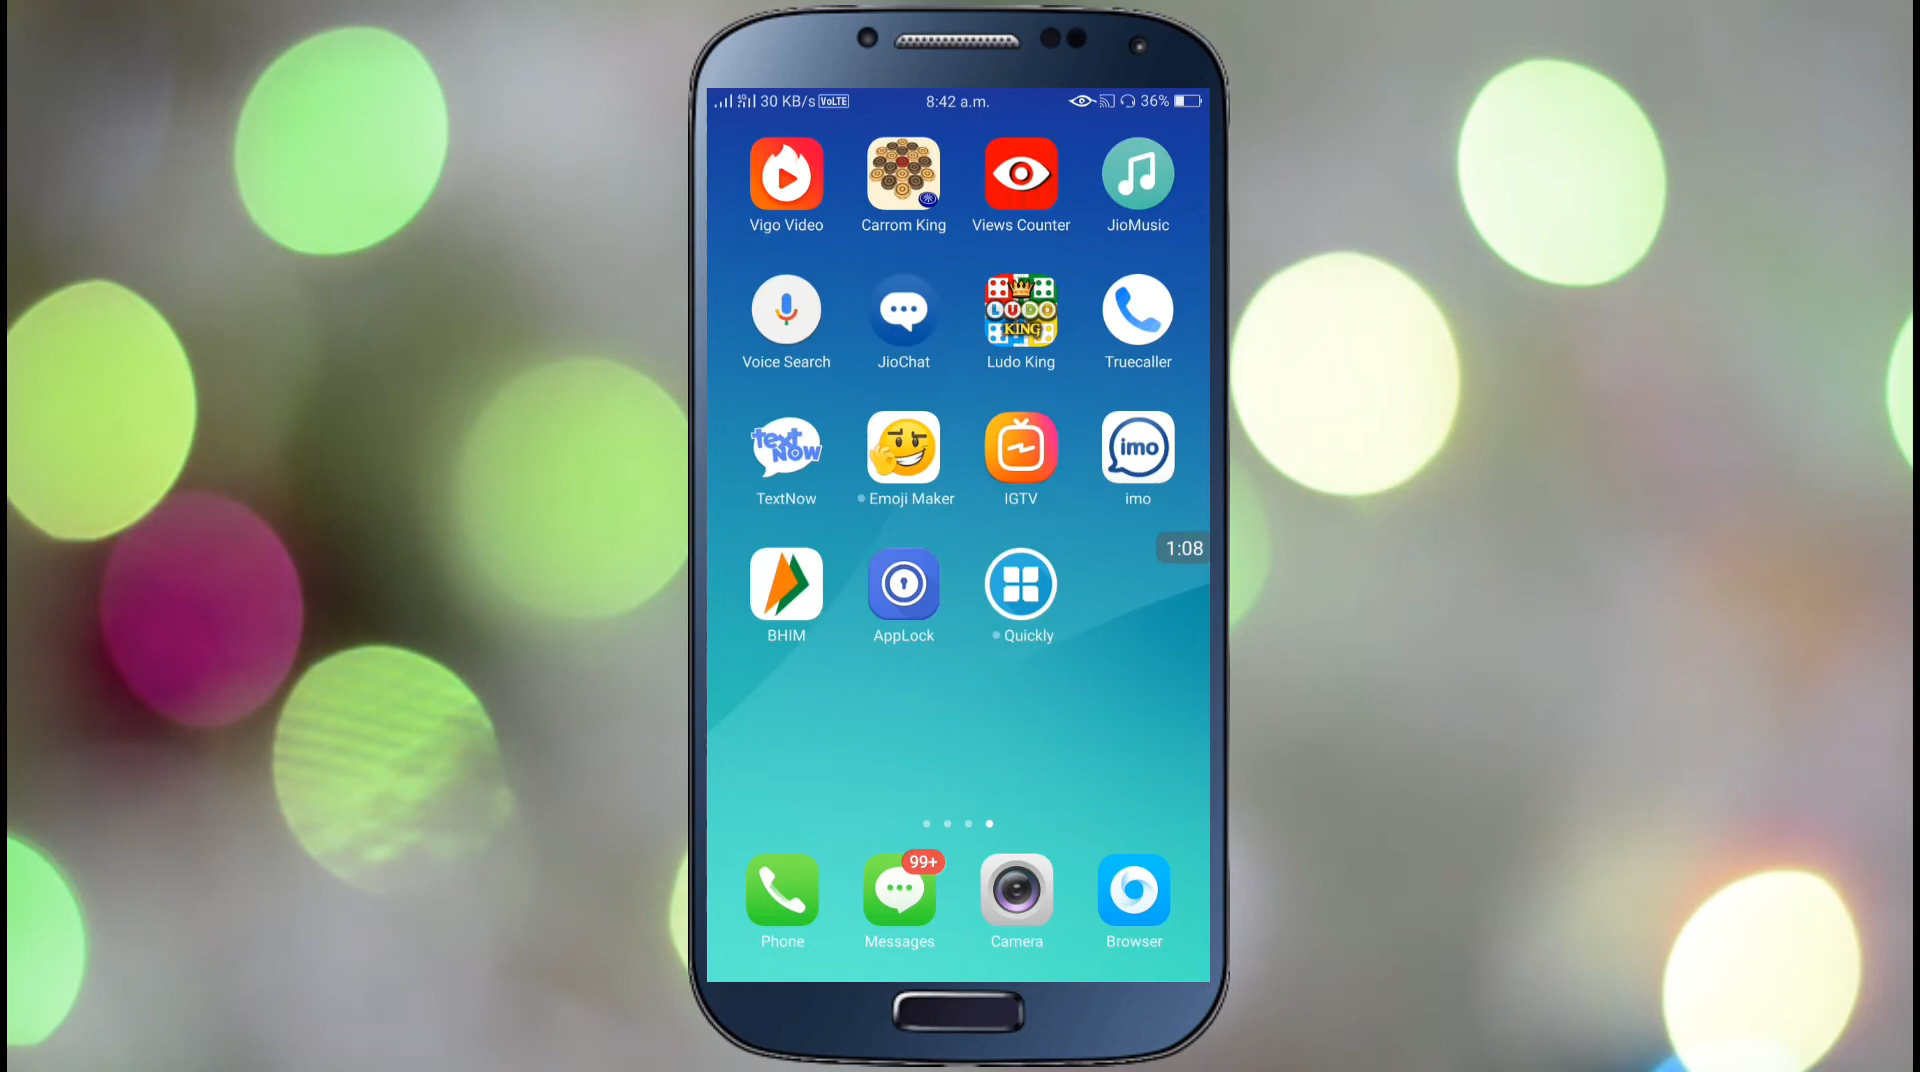 4G 30 KB/s VoLTE 8:42 a.m. 36%
Vigo Video Carrom King Views Counter JioMusic
LUDO
KING
Voice Search JioChat Ludo King Truecaller
text
NOW
imo
TextNow Emoji Maker IGTV imo
1:08
BHIM AppLock Quickly
99+
Phone Messages Camera Browser